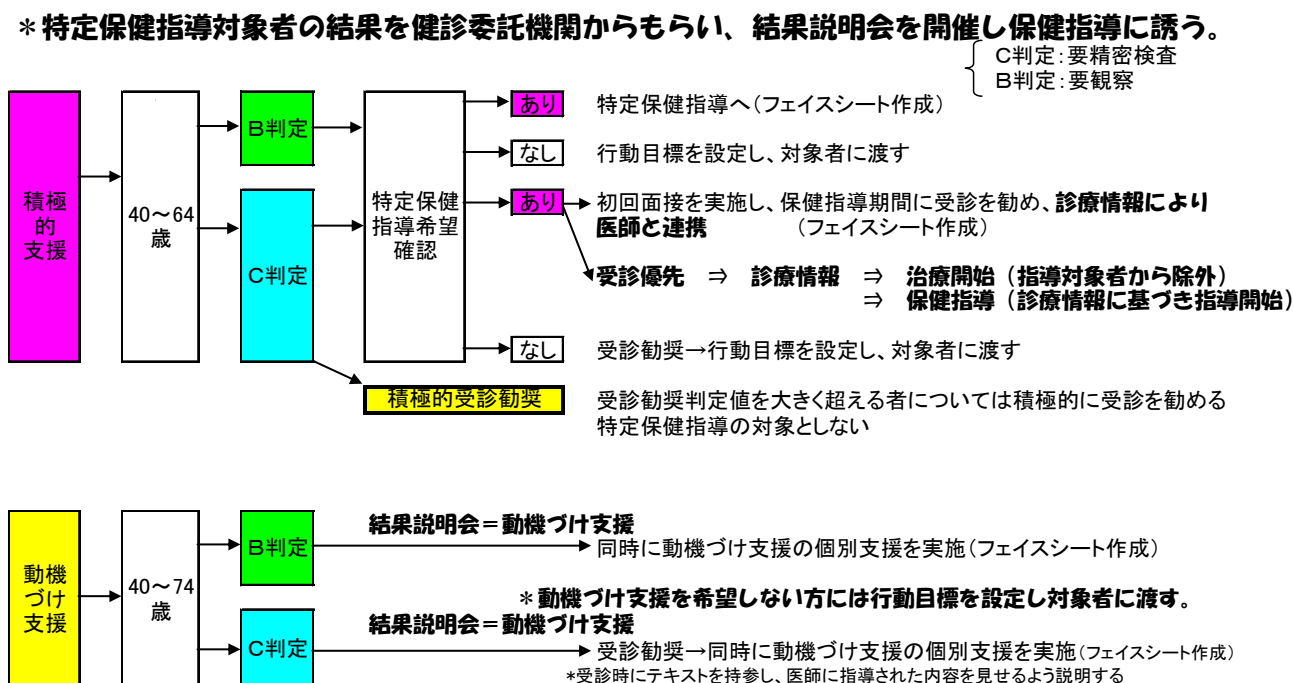 ＊特定保健指導対象者の結果を健診委託機関からもらい、結果説明会を開催し保健指導に誘う。
C判定：要精密検査
B判定：要観察
積極
的
支援
40～64
歳
B判定
C判定
特定保健
指導希望
確認
あり
特定保健指導へ（フェイスシート作成）
なし
行動目標を設定し、対象者に渡す
あり
初回面接を実施し、保健指導期間に受診を勧め、診療情報により
医師と連携　　　　（フェイスシート作成）
受診優先　⇒　診療情報　⇒　治療開始（指導対象者から除外）
⇒　保健指導（診療情報に基づき指導開始）
なし
受診勧奨→行動目標を設定し、対象者に渡す
積極的受診勧奨
受診勧奨判定値を大きく超える者については積極的に受診を勧める
特定保健指導の対象としない
動機
づけ
支援
40～74
歳
B判定
結果説明会＝動機づけ支援
同時に動機づけ支援の個別支援を実施（フェイスシート作成）
＊動機づけ支援を希望しない方には行動目標を設定し対象者に渡す。
C判定
結果説明会＝動機づけ支援
受診勧奨→同時に動機づけ支援の個別支援を実施（フェイスシート作成）
*受診時にテキストを持参し、医師に指導された内容を見せるよう説明する